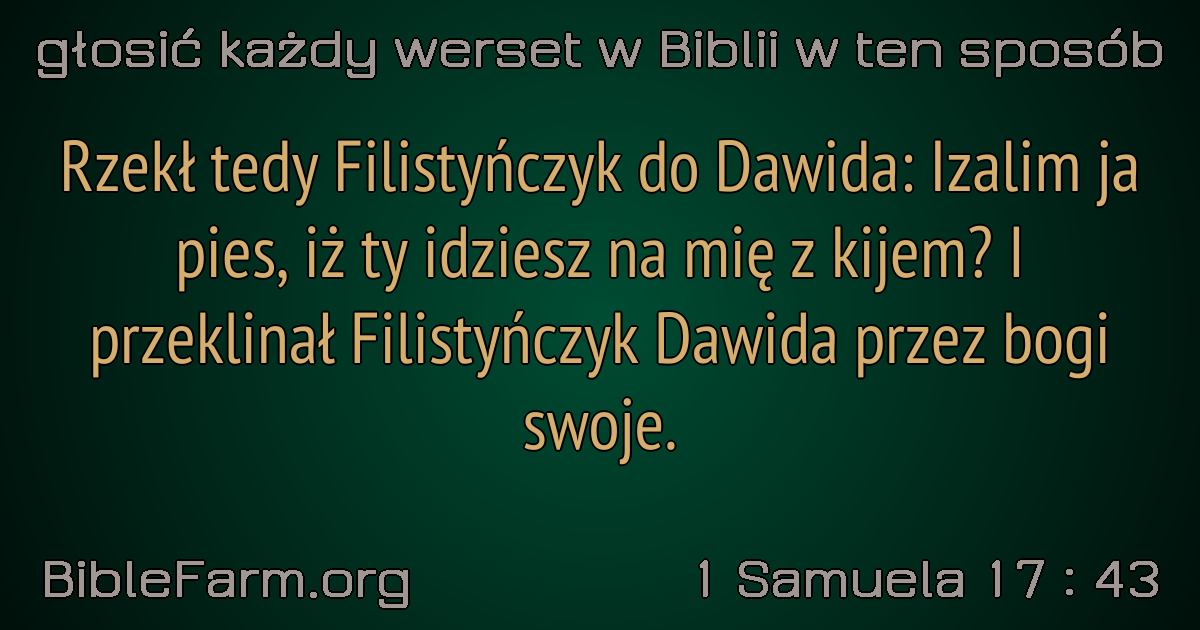 głosić każdy werset w Biblii w ten sposób
Rzekł tedy Filistyńczyk do Dawida: Izalim ja
pies, iż ty idziesz na mię z kijem? I
przeklinał Filistyńczyk Dawida przez bogi
swoje.
BibleFarm.org
1 Samuela 17 : 43